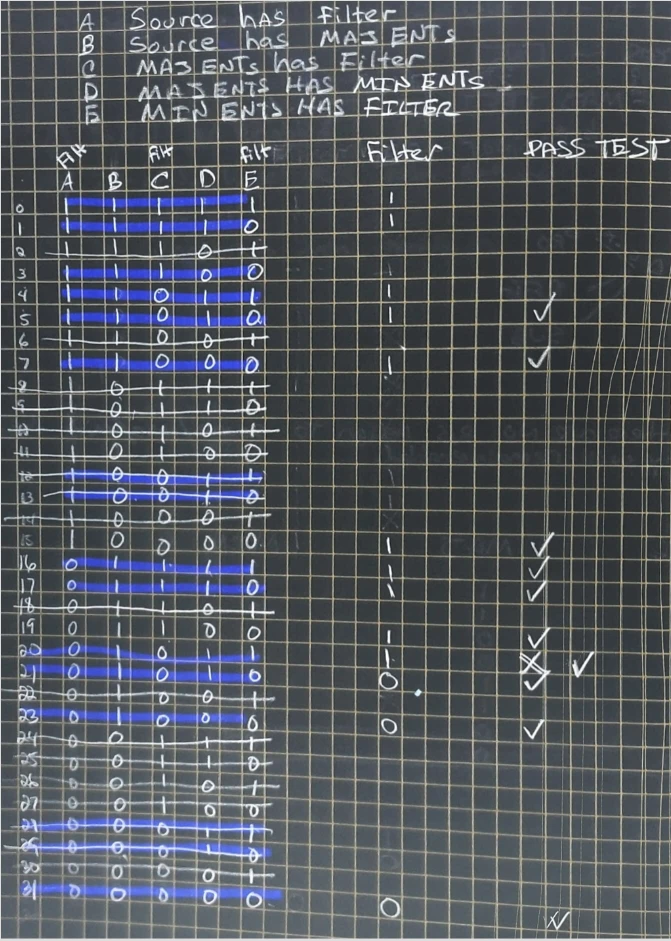 A Source hAS filter
B Source has MAJ ENTs
C MAJ ENTs has Filter
D MAJ ENTS HAS MIN ENTS
E MIN ENTS HAS FILTER
Filt Filt Filt Filter PASS TEST
A B C D E
0 1 1 1 1 1 1
1 1 1 1 1 0 1
2 1 1 1 0 1
3 1 1 1 0 0
4 1 1 0 1 1 1
5 1 1 0 1 0 1 ✓
6 1 1 0 0 1
7 1 1 0 0 0 1 ✓
8 1 0 1 1 1
9 1 0 1 1 0
10 1 0 1 0 1
11 1 0 1 0 0
12 1 0 0 1 1
13 1 0 0 1 0
14 1 0 0 0 1
15 1 0 0 0 0 1 ✓
16 0 1 1 1 1 1 ✓
17 0 1 1 1 0 1 ✓
18 0 1 1 0 1
19 0 1 1 0 0 1 ✓
20 0 1 0 1 1 1 ✓
21 0 1 0 1 0 0 ✓
22 0 1 0 0 1
23 0 1 0 0 0 0 ✓
24 0 0 1 1 1
25 0 0 1 1 0
26 0 0 1 0 1
27 0 0 1 0 0
0 0 0 1 1
29 0 0 0 1 0
30 0 0 0 0 1
31 0 0 0 0 0 0